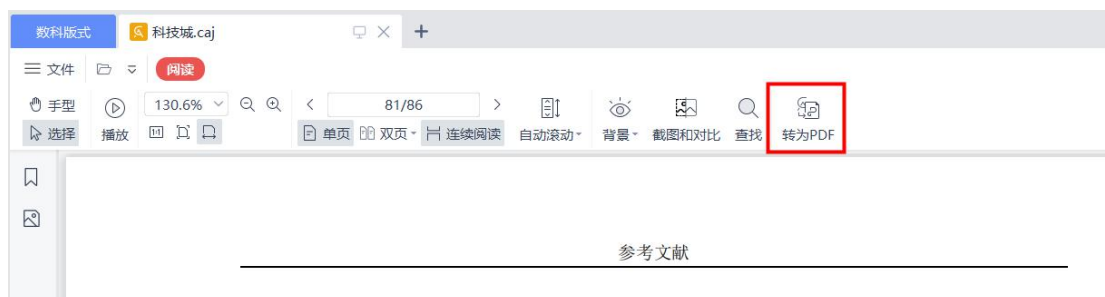 数科版式 科技城.caj
文件 阅读
手型 130.6% 81/86
选择 播放 1:1 单页 双页 连续阅读 自动滚动 背景 截图和对比 查找 转为PDF
参考文献